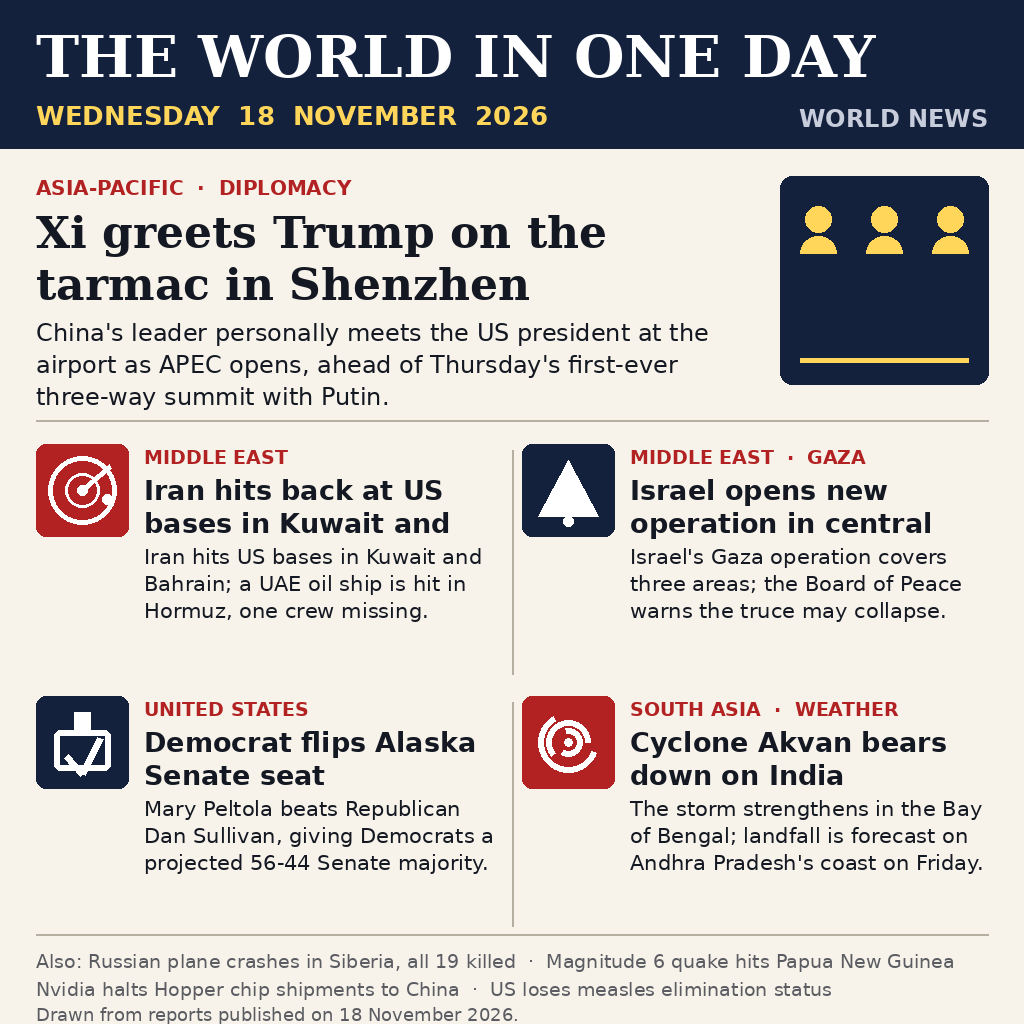 THE WORLD IN ONE DAY
WEDNESDAY 18 NOVEMBER 2026
WORLD NEWS
ASIA-PACIFIC · DIPLOMACY
Xi greets Trump on the
tarmac in Shenzhen
China's leader personally meets the US president at the
airport as APEC opens, ahead of Thursday's first-ever
three-way summit with Putin.
MIDDLE EAST
Iran hits back at US
bases in Kuwait and
Iran hits US bases in Kuwait and
Bahrain; a UAE oil ship is hit in
Hormuz, one crew missing.
MIDDLE EAST · GAZA
Israel opens new
operation in central
Israel's Gaza operation covers
three areas; the Board of Peace
warns the truce may collapse.
UNITED STATES
Democrat flips Alaska
Senate seat
Mary Peltola beats Republican
Dan Sullivan, giving Democrats a
projected 56-44 Senate majority.
SOUTH ASIA · WEATHER
Cyclone Akvan bears
down on India
The storm strengthens in the Bay
of Bengal; landfall is forecast on
Andhra Pradesh's coast on Friday.
Also: Russian plane crashes in Siberia, all 19 killed · Magnitude 6 quake hits Papua New Guinea
Nvidia halts Hopper chip shipments to China · US loses measles elimination status
Drawn from reports published on 18 November 2026.